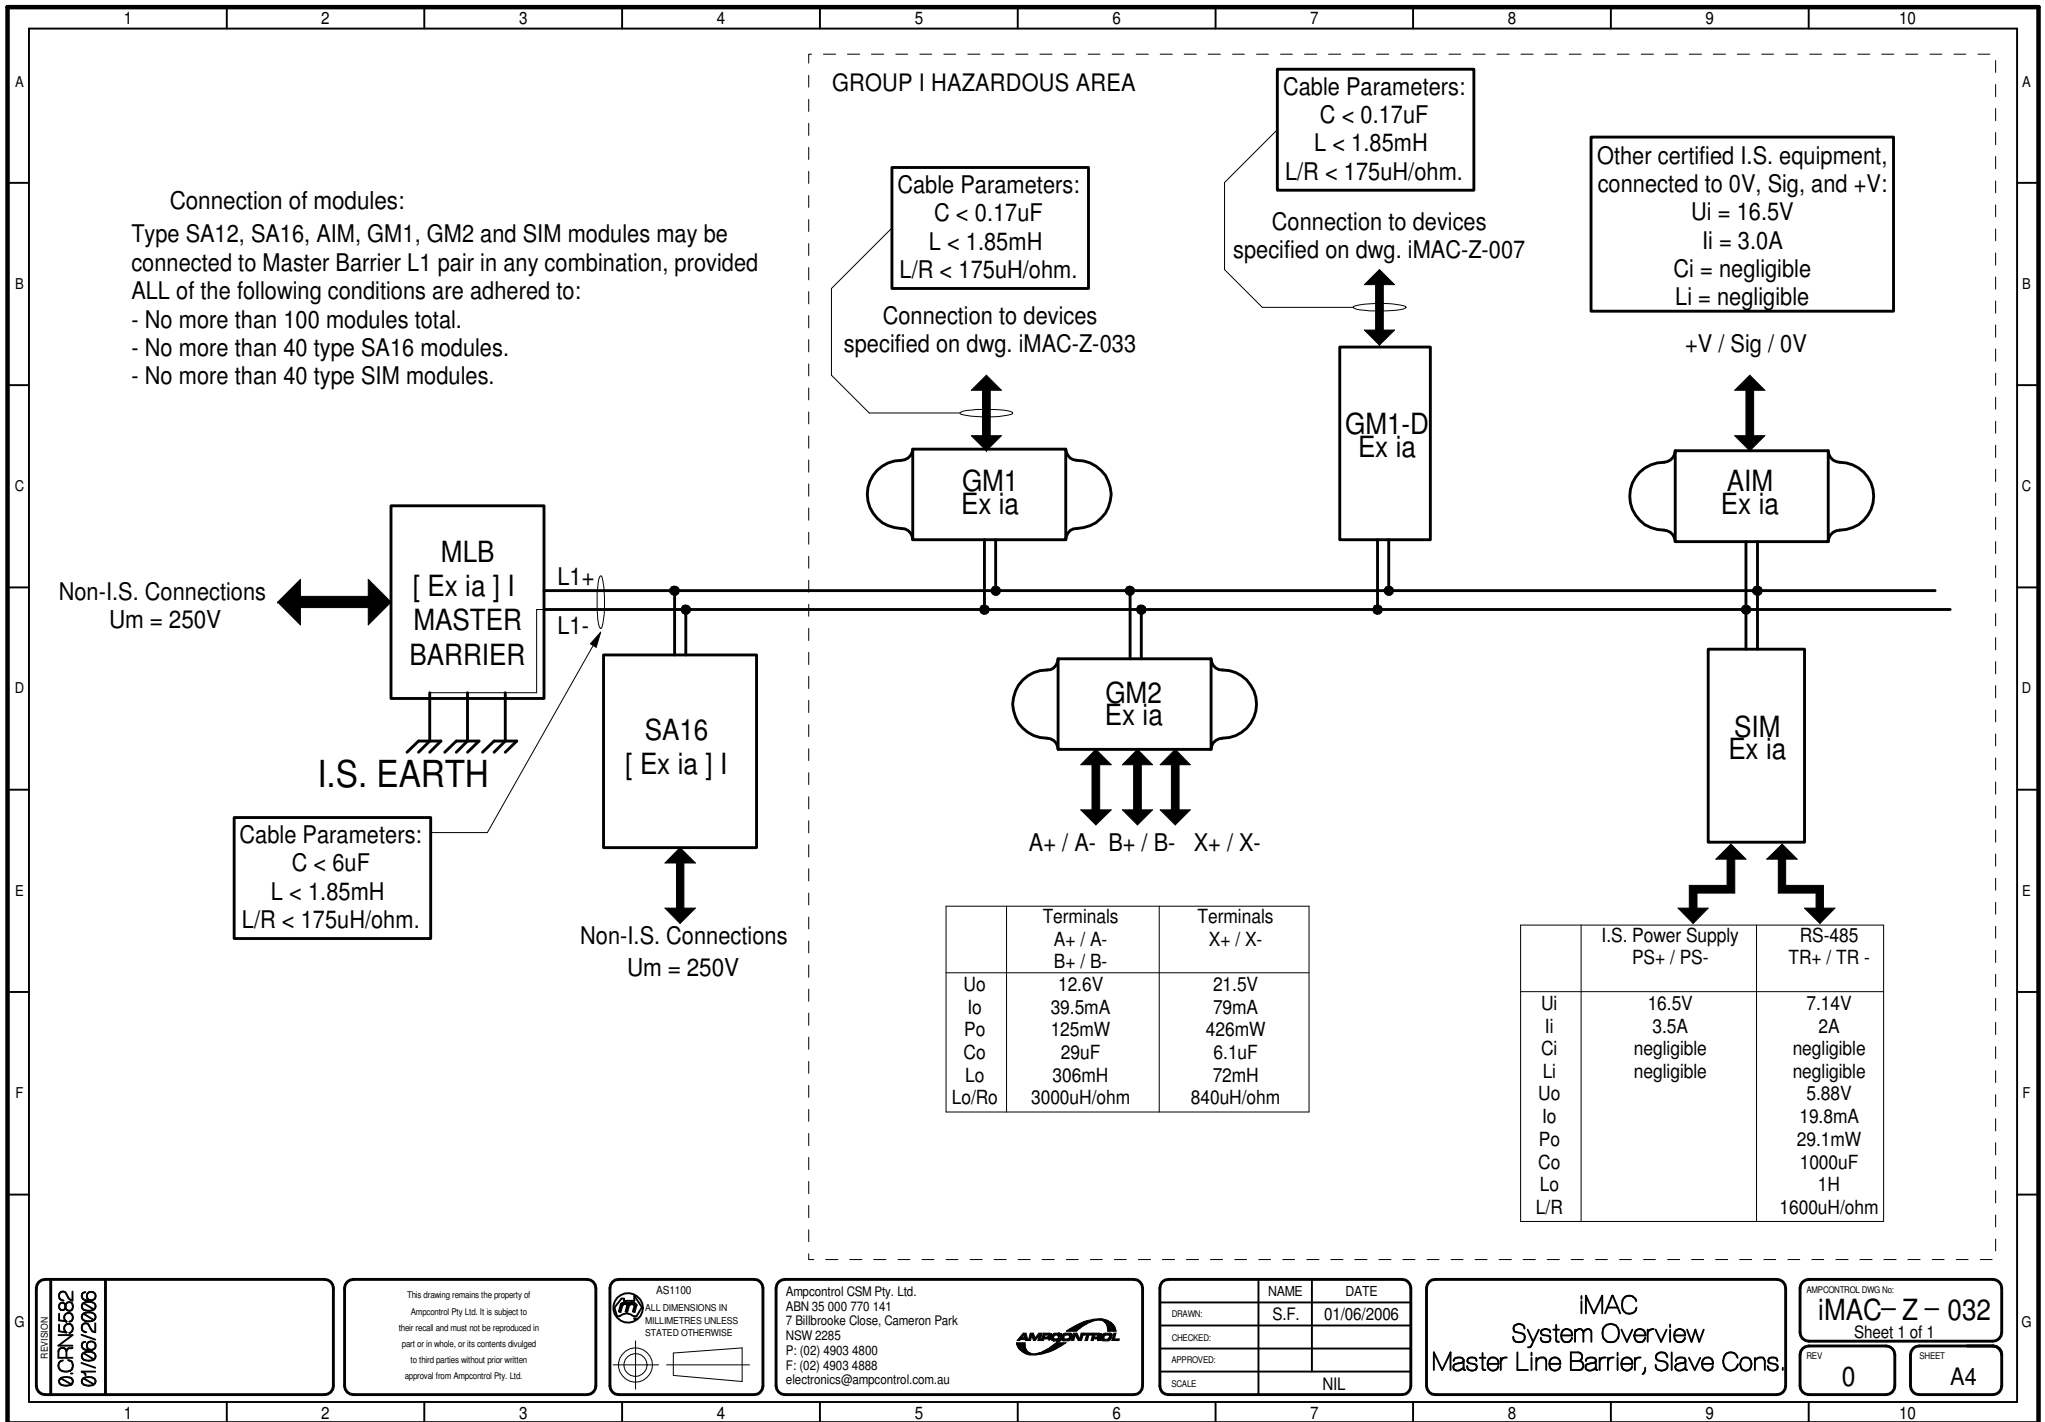 1 2 3 4 5 6 7 8 9 10
A A
B B
C C
D D
E E
F F
G G
GROUP I HAZARDOUS AREA
Connection of modules:
Type SA12, SA16, AIM, GM1, GM2 and SIM modules may be
connected to Master Barrier L1 pair in any combination, provided
ALL of the following conditions are adhered to:
- No more than 100 modules total.
- No more than 40 type SA16 modules.
- No more than 40 type SIM modules.
Cable Parameters:
C < 0.17uF
L < 1.85mH
L/R < 175uH/ohm.
Connection to devices
specified on dwg. iMAC-Z-033
Cable Parameters:
C < 0.17uF
L < 1.85mH
L/R < 175uH/ohm.
Connection to devices
specified on dwg. iMAC-Z-007
Other certified I.S. equipment,
connected to 0V, Sig, and +V:
Ui = 16.5V
Ii = 3.0A
Ci = negligible
Li = negligible
+V / Sig / 0V
GM1
Ex ia
GM1-D
Ex ia
AIM
Ex ia
Non-I.S. Connections
Um = 250V
MLB
[ Ex ia ] I
MASTER
BARRIER
L1+
L1-
I.S. EARTH
SA16
[ Ex ia ] I
Non-I.S. Connections
Um = 250V
Cable Parameters:
C < 6uF
L < 1.85mH
L/R < 175uH/ohm.
GM2
Ex ia
A+ / A- B+ / B- X+ / X-
SIM
Ex ia
Terminals Terminals
A+ / A- X+ / X-
B+ / B-
Uo 12.6V 21.5V
Io 39.5mA 79mA
Po 125mW 426mW
Co 29uF 6.1uF
Lo 306mH 72mH
Lo/Ro 3000uH/ohm 840uH/ohm
I.S. Power Supply RS-485
PS+ / PS- TR+ / TR -
Ui 16.5V 7.14V
Ii 3.5A 2A
Ci negligible negligible
Li negligible negligible
Uo 5.88V
Io 19.8mA
Po 29.1mW
Co 1000uF
Lo 1H
L/R 1600uH/ohm
REVISION
0.CRN5582
01/06/2006
This drawing remains the property of
Ampcontrol Pty Ltd. It is subject to
their recall and must not be reproduced in
part or in whole, or its contents divulged
to third parties without prior written
approval from Ampcontrol Pty. Ltd.
AS1100
m
ALL DIMENSIONS IN
MILLIMETRES UNLESS
STATED OTHERWISE
Ampcontrol CSM Pty. Ltd.
ABN 35 000 770 141
7 Billbrooke Close, Cameron Park
NSW 2285
P: (02) 4903 4800
F: (02) 4903 4888
electronics@ampcontrol.com.au
AMPCONTROL
NAME DATE
DRAWN: S.F. 01/06/2006
CHECKED:
APPROVED:
SCALE NIL
iMAC
System Overview
Master Line Barrier, Slave Cons.
AMPCONTROL DWG No:
iMAC- Z - 032
Sheet 1 of 1
REV
0
SHEET
A4
1 2 3 4 5 6 7 8 9 10